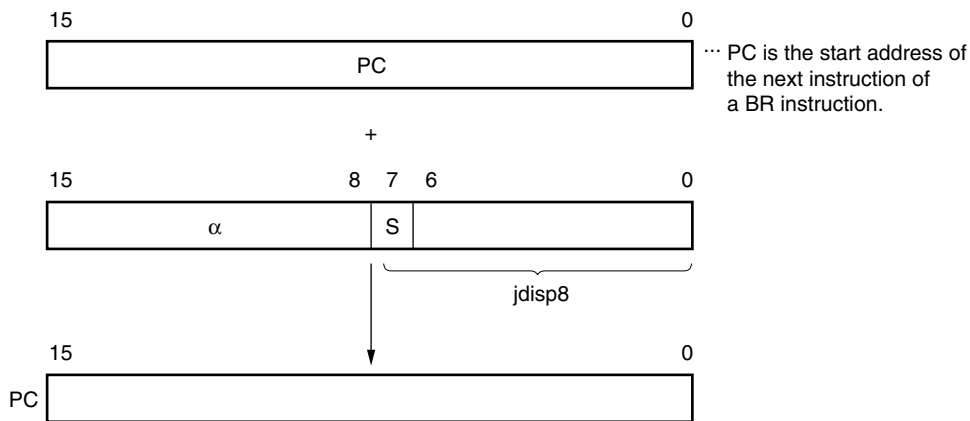 15 0
PC
... PC is the start address of
the next instruction of
a BR instruction.
+
15 8 7 6 0
α S
jdisp8
15 0
PC